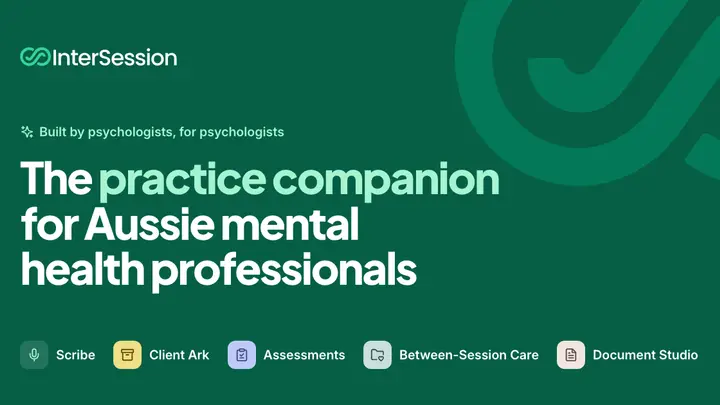 InterSession
Built by psychologists, for psychologists
The practice companion
for Aussie mental
health professionals
Scribe
Client Ark
Assessments
Between-Session Care
Document Studio